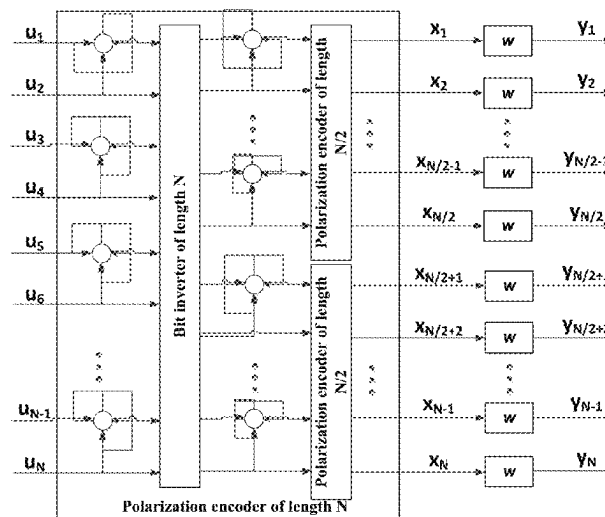 u1
u2
u3
u4
u5
u6
uN-1
uN
Bit inverter of length N
Polarization encoder of length N/2
Polarization encoder of length N/2
Polarization encoder of length N
x1
x2
xN/2-1
xN/2
xN/2+1
xN/2+2
xN-1
xN
w
w
w
w
w
w
w
w
y1
y2
yN/2-1
yN/2
yN/2+
yN/2+
yN-1
yN